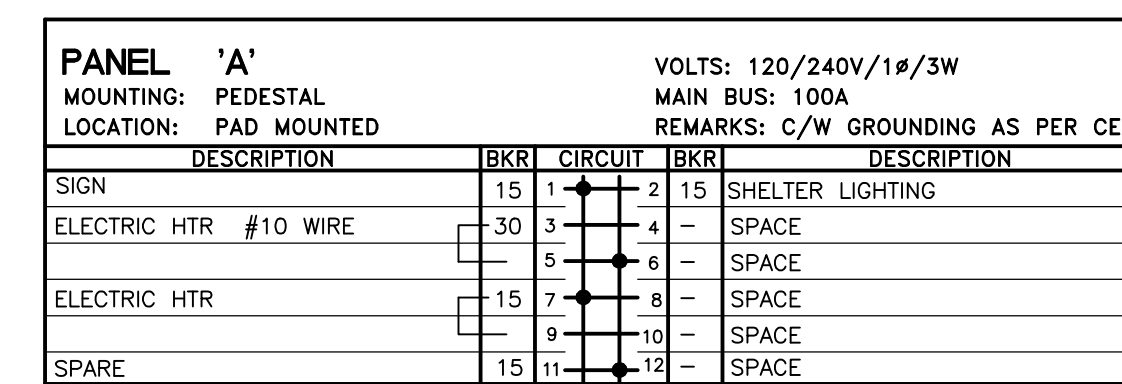 PANEL 'A'
VOLTS: 120/240V/1ø/3W
MOUNTING: PEDESTAL
MAIN BUS: 100A
LOCATION: PAD MOUNTED
REMARKS: C/W GROUNDING AS PER CE
DESCRIPTION BKR CIRCUIT BKR DESCRIPTION
SIGN 15 1 2 15 SHELTER LIGHTING
ELECTRIC HTR #10 WIRE 30 3 4 – SPACE
5 6 – SPACE
ELECTRIC HTR 15 7 8 – SPACE
9 10 – SPACE
SPARE 15 11 12 – SPACE